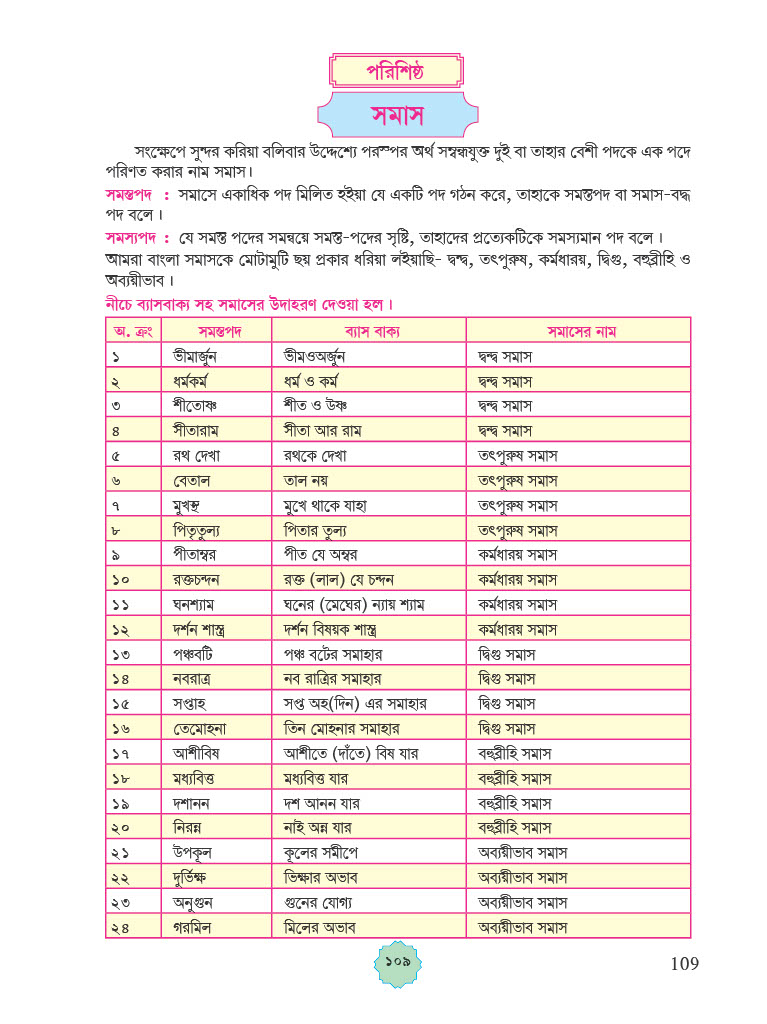 পরিশিষ্ঠ
সমাস
সংক্ষেপে সুন্দর করিয়া বলিবার উদ্দেশ্যে পরস্পর অর্থ সম্বন্ধযুক্ত দুই বা তাহার বেশী পদকে এক পদে
পরিণত করার নাম সমাস।
সমস্তপদ : সমাসে একাধিক পদ মিলিত হইয়া যে একটি পদ গঠন করে, তাহাকে সমস্তপদ বা সমাস-বদ্ধ
পদ বলে।
সমস্যপদ : যে সমস্ত পদের সমন্বয়ে সমস্ত-পদের সৃষ্টি, তাহাদের প্রত্যেকটিকে সমস্যমান পদ বলে।
আমরা বাংলা সমাসকে মোটামুটি ছয় প্রকার ধরিয়া লইয়াছি- দ্বন্দ্ব, তৎপুরুষ, কর্মধারয়, দ্বিগু, বহুব্রীহি ও
অব্যয়ীভাব।
নীচে ব্যাসবাক্য সহ সমাসের উদাহরণ দেওয়া হল।
অ. ক্রং সমস্তপদ ব্যাস বাক্য সমাসের নাম
১ ভীমার্জুন ভীমওঅর্জুন দ্বন্দ্ব সমাস
২ ধর্মকর্ম ধর্ম ও কর্ম দ্বন্দ্ব সমাস
৩ শীতোষ্ণ শীত ও উষ্ণ দ্বন্দ্ব সমাস
৪ সীতারাম সীতা আর রাম দ্বন্দ্ব সমাস
৫ রথ দেখা রথকে দেখা তৎপুরুষ সমাস
৬ বেতাল তাল নয় তৎপুরুষ সমাস
৭ মুখস্থ মুখে থাকে যাহা তৎপুরুষ সমাস
৮ পিতৃতুল্য পিতার তুল্য তৎপুরুষ সমাস
৯ পীতাম্বর পীত যে অম্বর কর্মধারয় সমাস
১০ রক্তচন্দন রক্ত (লাল) যে চন্দন কর্মধারয় সমাস
১১ ঘনশ্যাম ঘনের (মেঘের) ন্যায় শ্যাম কর্মধারয় সমাস
১২ দর্শন শাস্ত্র দর্শন বিষয়ক শাস্ত্র কর্মধারয় সমাস
১৩ পঞ্চবটি পঞ্চ বটের সমাহার দ্বিগু সমাস
১৪ নবরাত্র নব রাত্রির সমাহার দ্বিগু সমাস
১৫ সপ্তাহ সপ্ত অহ(দিন) এর সমাহার দ্বিগু সমাস
১৬ তেমোহনা তিন মোহনার সমাহার দ্বিগু সমাস
১৭ আশীবিষ আশীতে (দাঁতে) বিষ যার বহুব্রীহি সমাস
১৮ মধ্যবিত্ত মধ্যবিত্ত যার বহুব্রীহি সমাস
১৯ দশানন দশ আনন যার বহুব্রীহি সমাস
২০ নিরন্ন নাই অন্ন যার বহুব্রীহি সমাস
২১ উপকূল কূলের সমীপে অব্যয়ীভাব সমাস
২২ দুর্ভিক্ষ ভিক্ষার অভাব অব্যয়ীভাব সমাস
২৩ অনুগুন গুনের যোগ্য অব্যয়ীভাব সমাস
২৪ গরমিল মিলের অভাব অব্যয়ীভাব সমাস
১০৯
109